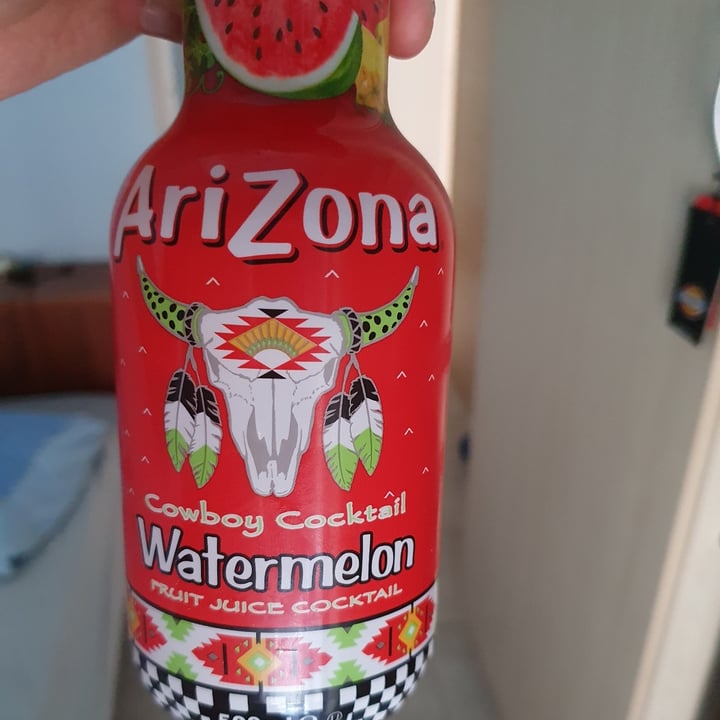 AriZona
Cowboy Cocktail
Watermelon
FRUIT JUICE COCKTAIL